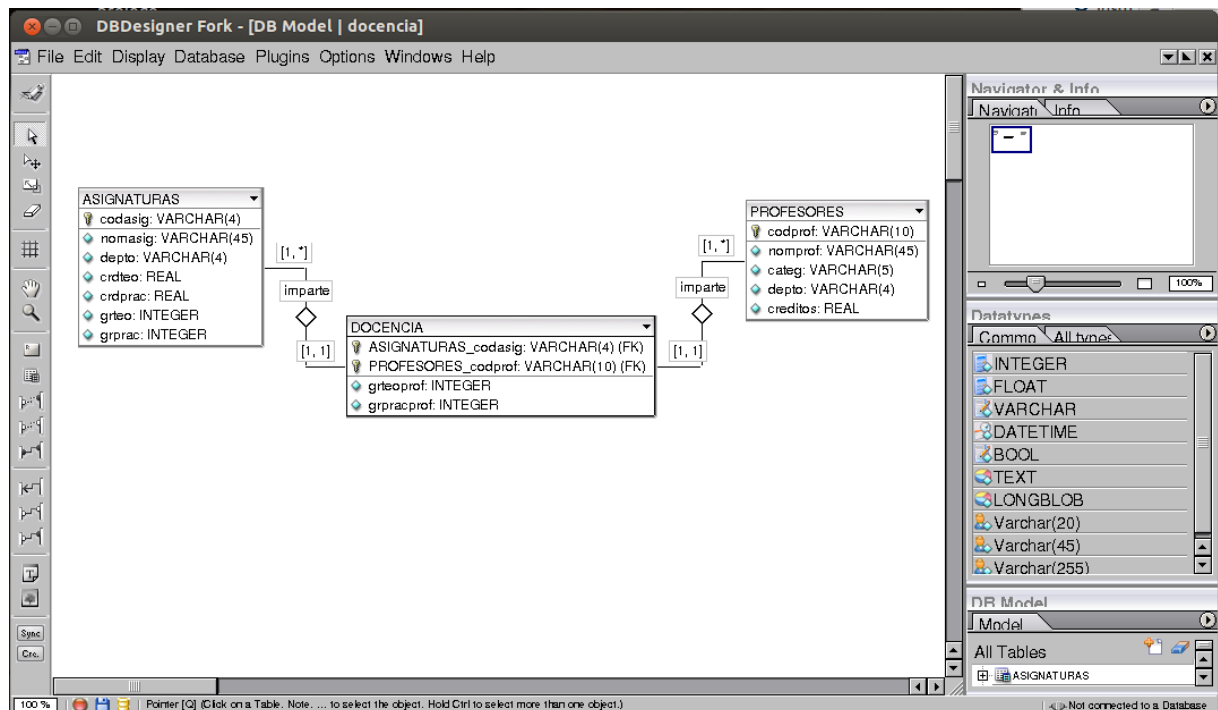 DBDesigner Fork - [DB Model | docencia]
File Edit Display Database Plugins Options Windows Help
ASIGNATURAS
codasig: VARCHAR(4)
nomasig: VARCHAR(45)
depto: VARCHAR(4)
crdteo: REAL
crdprac: REAL
grteo: INTEGER
grprac: INTEGER
[1, *]
imparte
[1, 1]
DOCENCIA
ASIGNATURAS_codasig: VARCHAR(4) (FK)
PROFESORES_codprof: VARCHAR(10) (FK)
grteoprof: INTEGER
grpracprof: INTEGER
[1, *]
imparte
[1, 1]
PROFESORES
codprof: VARCHAR(10)
nomprof: VARCHAR(45)
categ: VARCHAR(5)
depto: VARCHAR(4)
creditos: REAL
Navigator & Info
Navigati Info
100%
Datatypes
Commo All types
INTEGER
FLOAT
VARCHAR
DATETIME
BOOL
TEXT
LONGBLOB
Varchar(20)
Varchar(45)
Varchar(255)
DB Model
Model
All Tables
ASIGNATURAS
Sync
Cre.
100 % Pointer [Q] (Click on a Table. Note. ... to select the object. Hold Ctrl to select more than one object.) Not connected to a Database